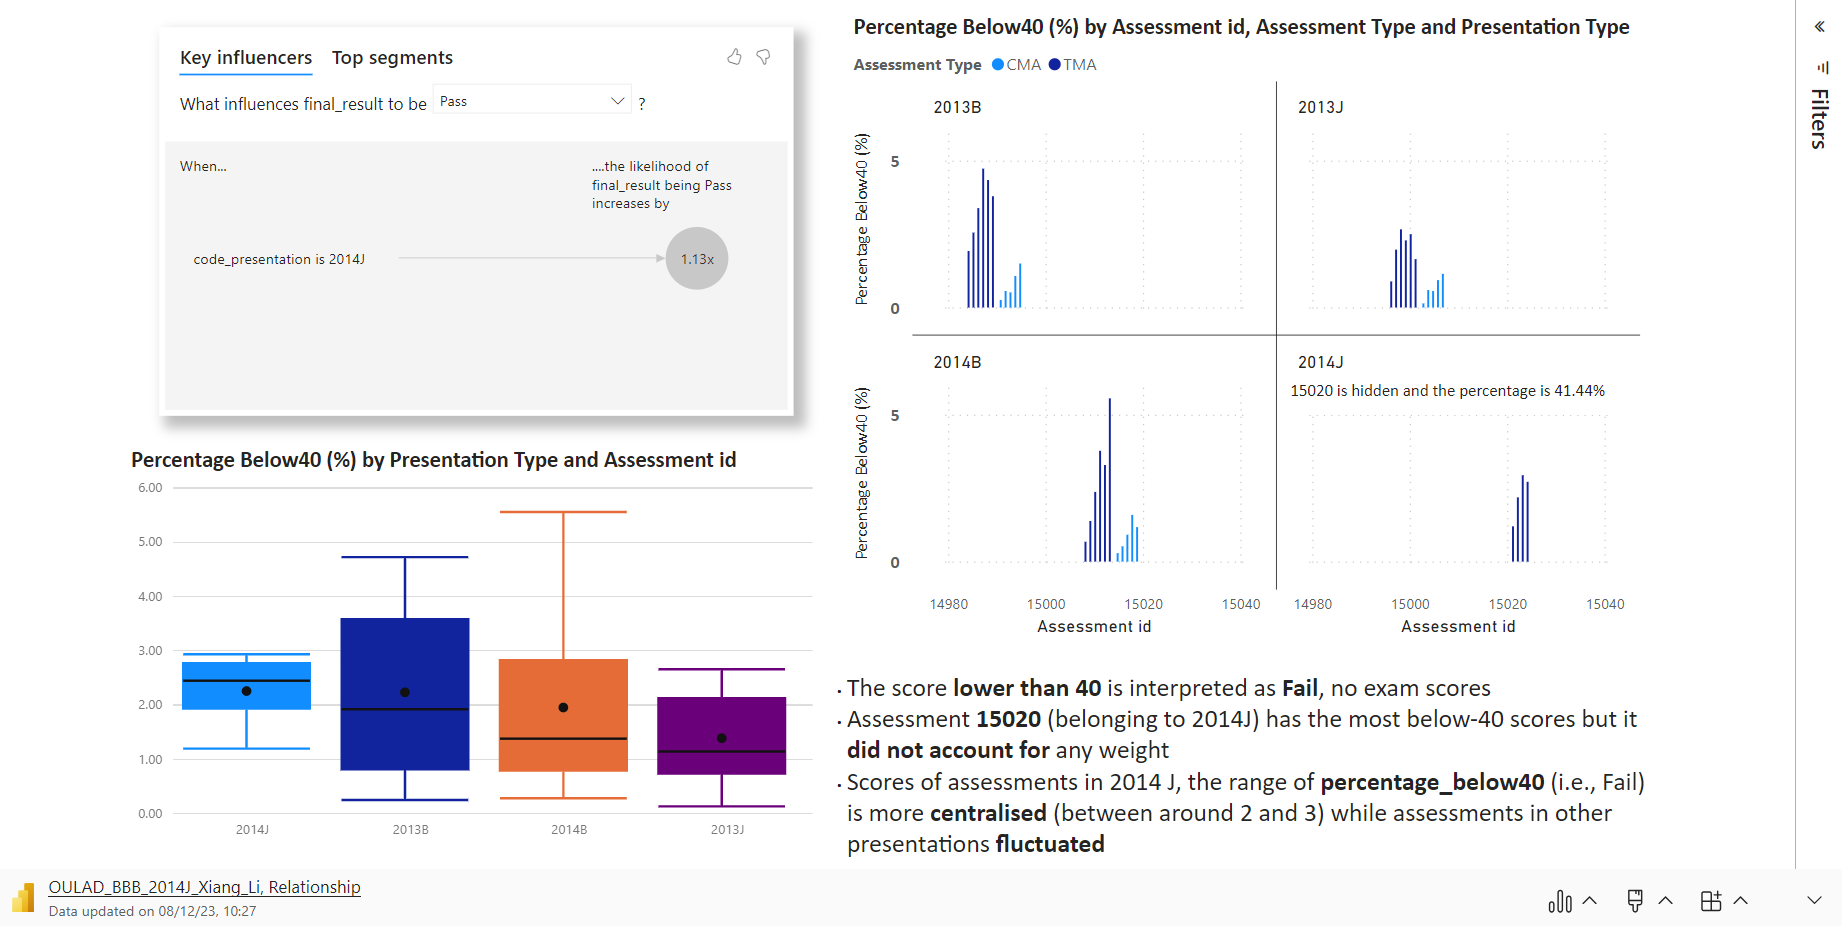 Key influencers Top segments
What influences final_result to be Pass ?
When...
....the likelihood of
final_result being Pass
increases by
code_presentation is 2014J
1.13x
Percentage Below40 (%) by Presentation Type and Assessment id
6.00
5.00
4.00
3.00
2.00
1.00
0.00
2014J 2013B 2014B 2013J
Percentage Below40 (%) by Assessment id, Assessment Type and Presentation Type
Assessment Type CMA TMA
2013B
2013J
Percentage Below40 (%)
5
0
2014B
2014J
15020 is hidden and the percentage is 41.44%
Percentage Below40 (%)
5
0
14980 15000 15020 15040 14980 15000 15020 15040
Assessment id Assessment id
. The score lower than 40 is interpreted as Fail, no exam scores
. Assessment 15020 (belonging to 2014J) has the most below-40 scores but it
did not account for any weight
. Scores of assessments in 2014 J, the range of percentage_below40 (i.e., Fail)
is more centralised (between around 2 and 3) while assessments in other
presentations fluctuated
Filters
OULAD_BBB_2014J_Xiang_Li, Relationship
Data updated on 08/12/23, 10:27